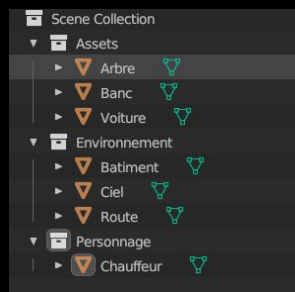 Scene Collection
Assets
Arbre
Banc
Voiture
Environnement
Batiment
Ciel
Route
Personnage
Chauffeur